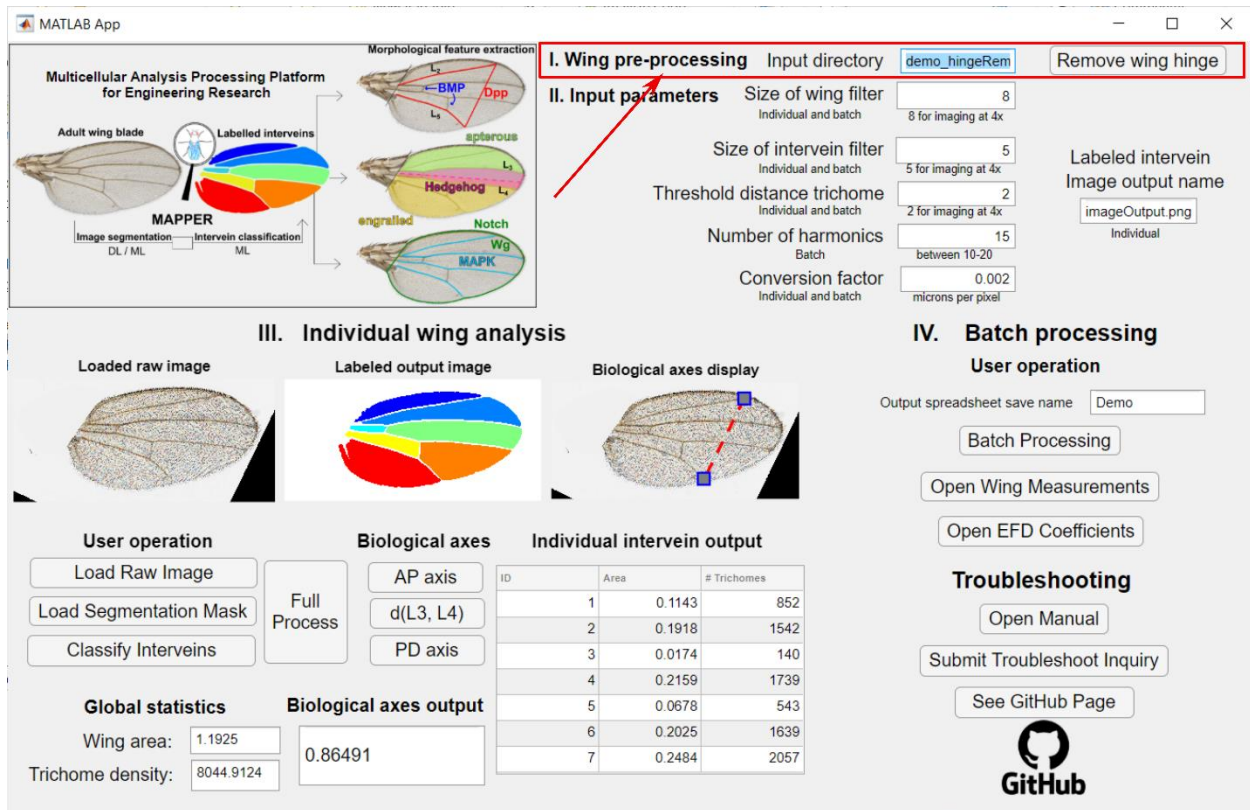 MATLAB App
Multicellular Analysis Processing Platform
for Engineering Research
Adult wing blade
Labelled interveins
MAPPER
Image segmentation
DL / ML
Intervein classification
ML
Morphological feature extraction
L2
BMP
Dpp
L5
apterous
L3
Hedgehog
L4
engrailed
Notch
Wg
MAPK
I. Wing pre-processing
Input directory
demo_hingeRem
Remove wing hinge
II. Input parameters
Size of wing filter
Individual and batch
8
8 for imaging at 4x
Size of intervein filter
Individual and batch
5
5 for imaging at 4x
Threshold distance trichome
Individual and batch
2
2 for imaging at 4x
Number of harmonics
Batch
15
between 10-20
Conversion factor
Individual and batch
0.002
microns per pixel
Labeled intervein
Image output name
imageOutput.png
Individual
III. Individual wing analysis
Loaded raw image
Labeled output image
Biological axes display
User operation
Load Raw Image
Load Segmentation Mask
Classify Interveins
Full
Process
Biological axes
AP axis
d(L3, L4)
PD axis
Individual intervein output
ID Area # Trichomes
1 0.1143 852
2 0.1918 1542
3 0.0174 140
4 0.2159 1739
5 0.0678 543
6 0.2025 1639
7 0.2484 2057
Global statistics
Wing area: 1.1925
Trichome density: 8044.9124
Biological axes output
0.86491
IV. Batch processing
User operation
Output spreadsheet save name Demo
Batch Processing
Open Wing Measurements
Open EFD Coefficients
Troubleshooting
Open Manual
Submit Troubleshoot Inquiry
See GitHub Page
GitHub